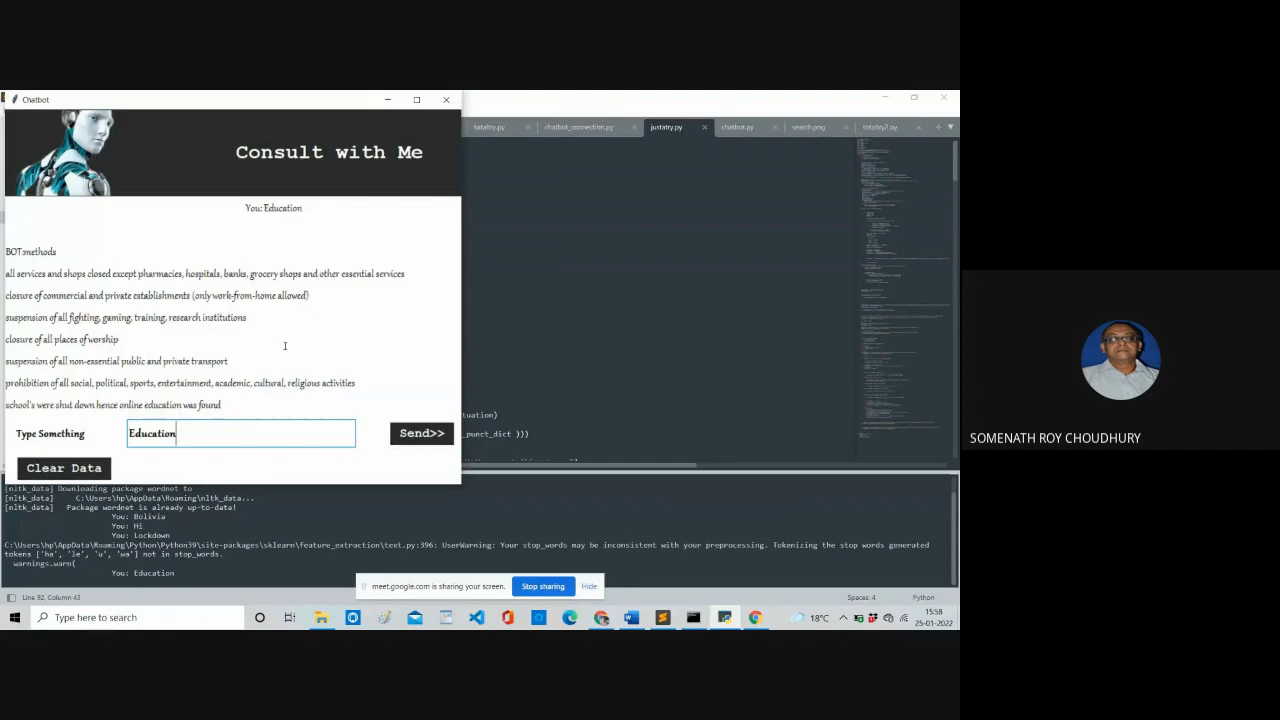 Chatbot
Consult with Me
You: Education
BOT:methods
all services and shops closed except pharmacies, hospitals, banks, grocery shops and other essential services
closure of commercial and private establishments (only work-from-home allowed)
suspension of all fighting, gaming, training, research institutions
closure of all places of worship
suspension of all non-essential public and private transport
prohibition of all social, political, sports, entertainment, academic, cultural, religious activities
school's were shut down hence online education was found
Type Something
Education
Send>>
Clear Data
totaltry.py
chatbot_connection.py
justatry.py
chatbot.py
search.png
totaltry2.py
tuation)
_punct_dict )))
[nltk_data] Downloading package wordnet to
[nltk_data] C:\Users\hp\AppData\Roaming\nltk_data...
[nltk_data] Package wordnet is already up-to-date!
You: Bolivia
You: Hi
You: Lockdown
C:\Users\hp\AppData\Roaming\Python\Python39\site-packages\sklearn\feature_extraction\text.py:396: UserWarning: Your stop_words may be inconsistent with your preprocessing. Tokenizing the stop words generated
tokens ['ha', 'le', 'u', 'wa'] not in stop_words.
warnings.warn(
You: Education
meet.google.com is sharing your screen.
Stop sharing
Hide
Line 92, Column 43
Spaces: 4
Python
Type here to search
18°C
15:58
25-01-2022
SOMENATH ROY CHOUDHURY